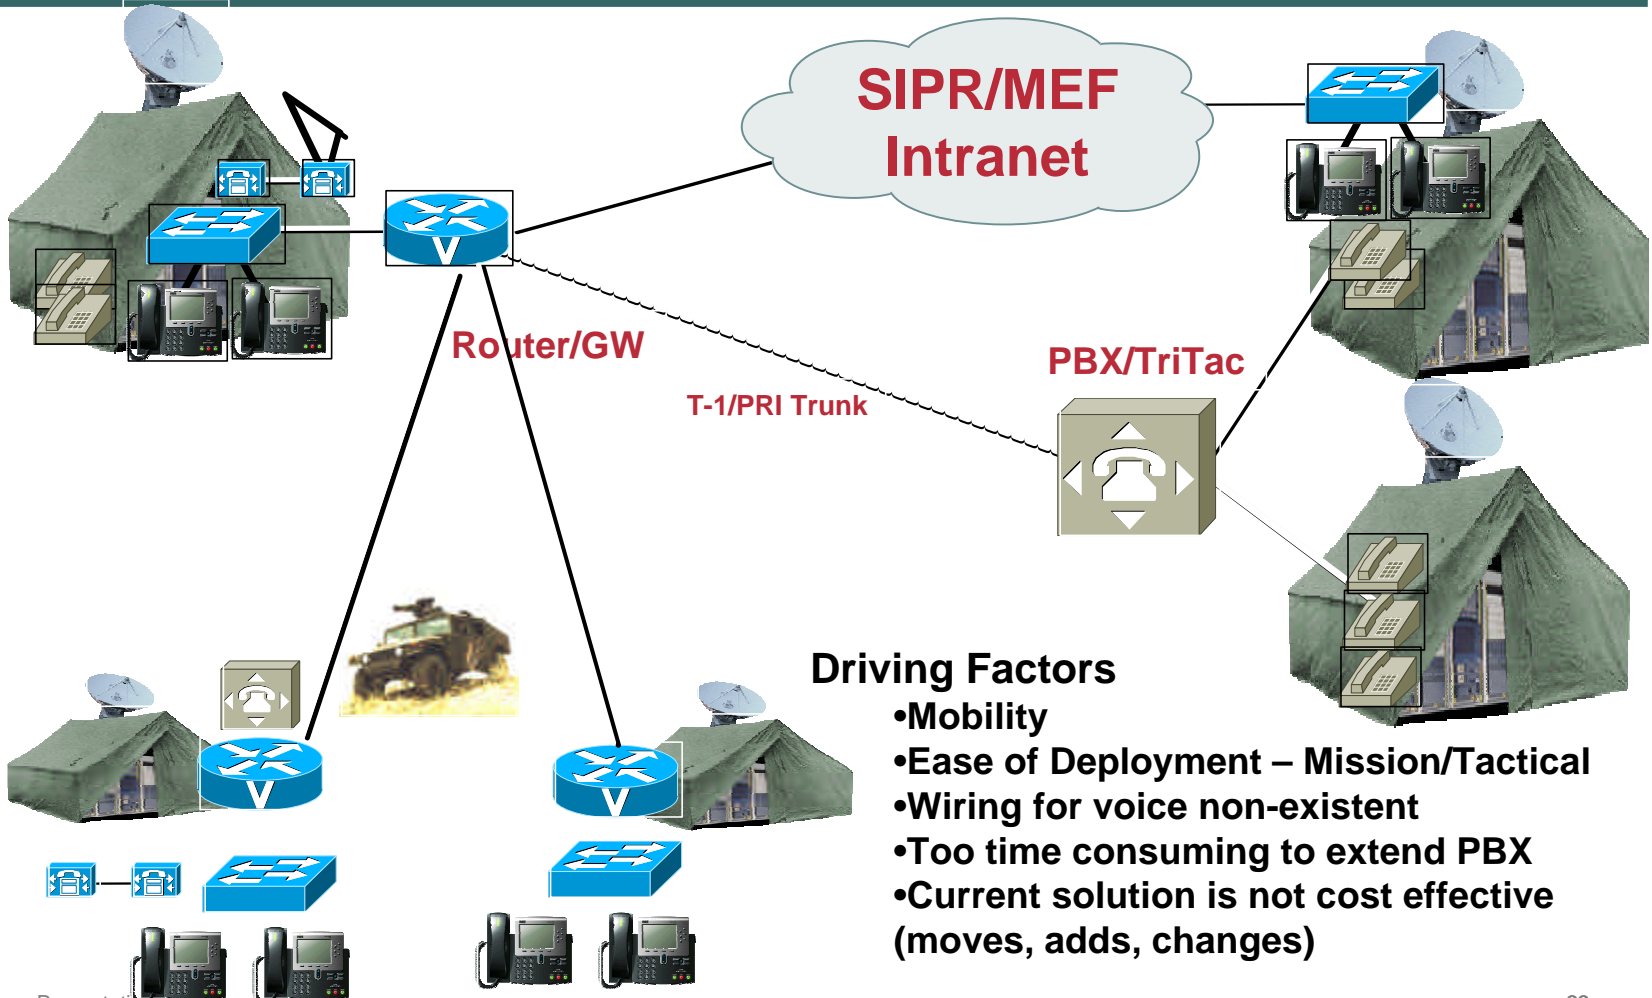 SIPR/MEF
Intranet
Router/GW
PBX/TriTac
T-1/PRI Trunk
V
V
V
Driving Factors
•Mobility
•Ease of Deployment – Mission/Tactical
•Wiring for voice non-existent
•Too time consuming to extend PBX
•Current solution is not cost effective
(moves, adds, changes)